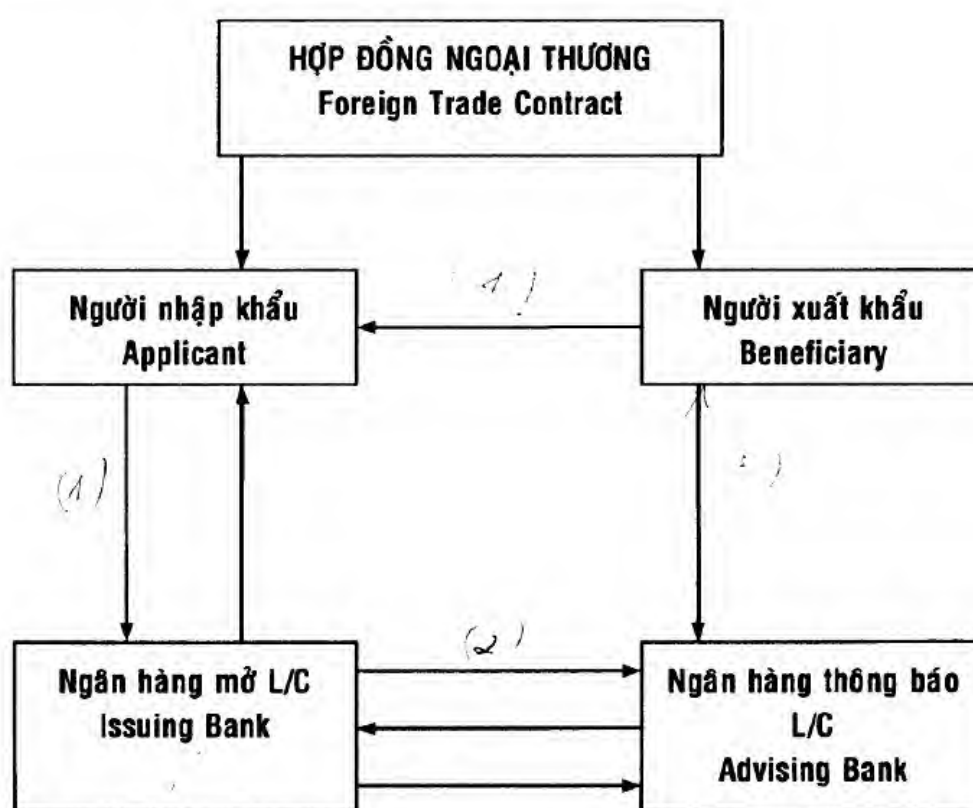 HỢP ĐỒNG NGOẠI THƯƠNG
Foreign Trade Contract
Người nhập khẩu
Applicant
Người xuất khẩu
Beneficiary
(1)
(2)
Ngân hàng mở L/C
Issuing Bank
Ngân hàng thông báo
L/C
Advising Bank